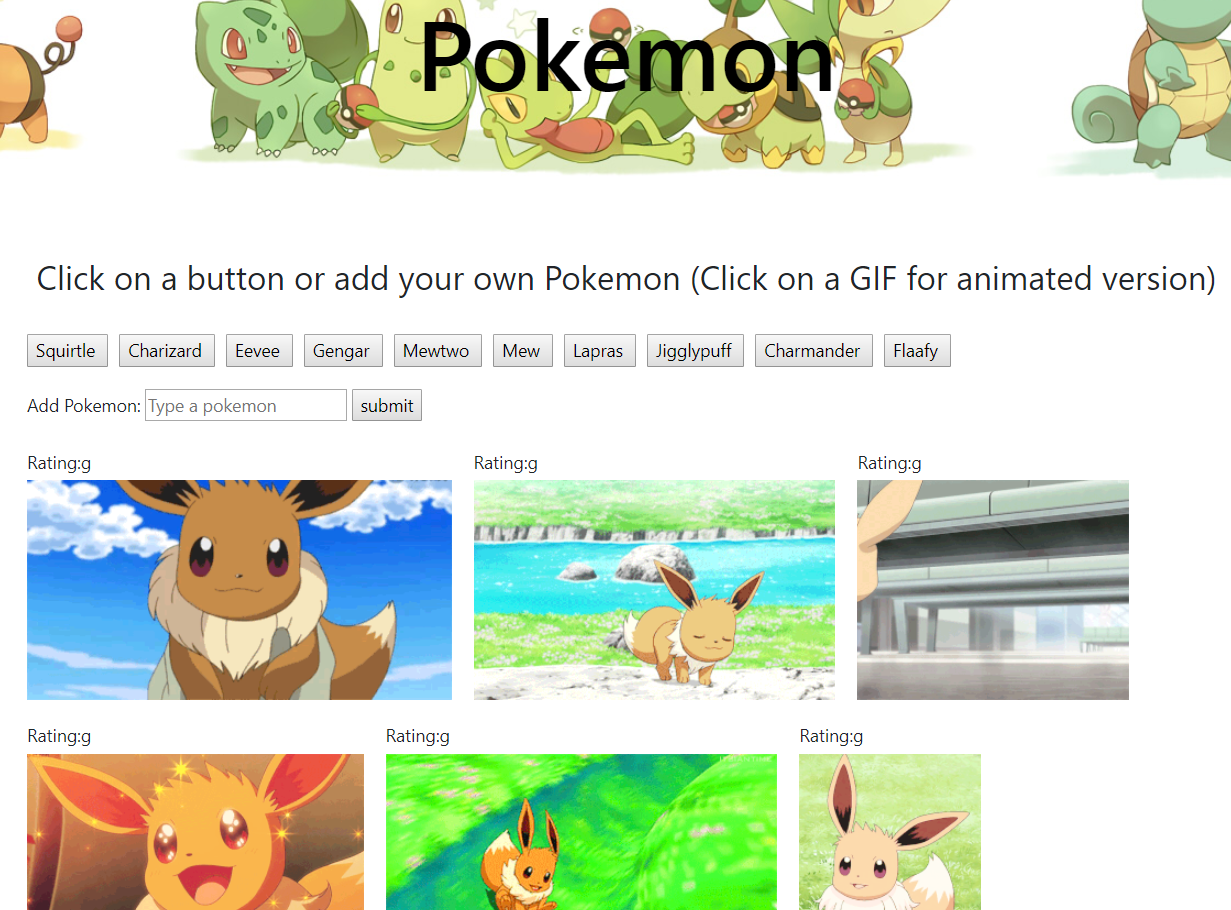 Pokemon
Click on a button or add your own Pokemon (Click on a GIF for animated version)
Squirtle Charizard Eevee Gengar Mewtwo Mew Lapras Jigglypuff Charmander Flaafy
Add Pokemon: Type a pokemon submit
Rating:g Rating:g Rating:g
Rating:g Rating:g Rating:g